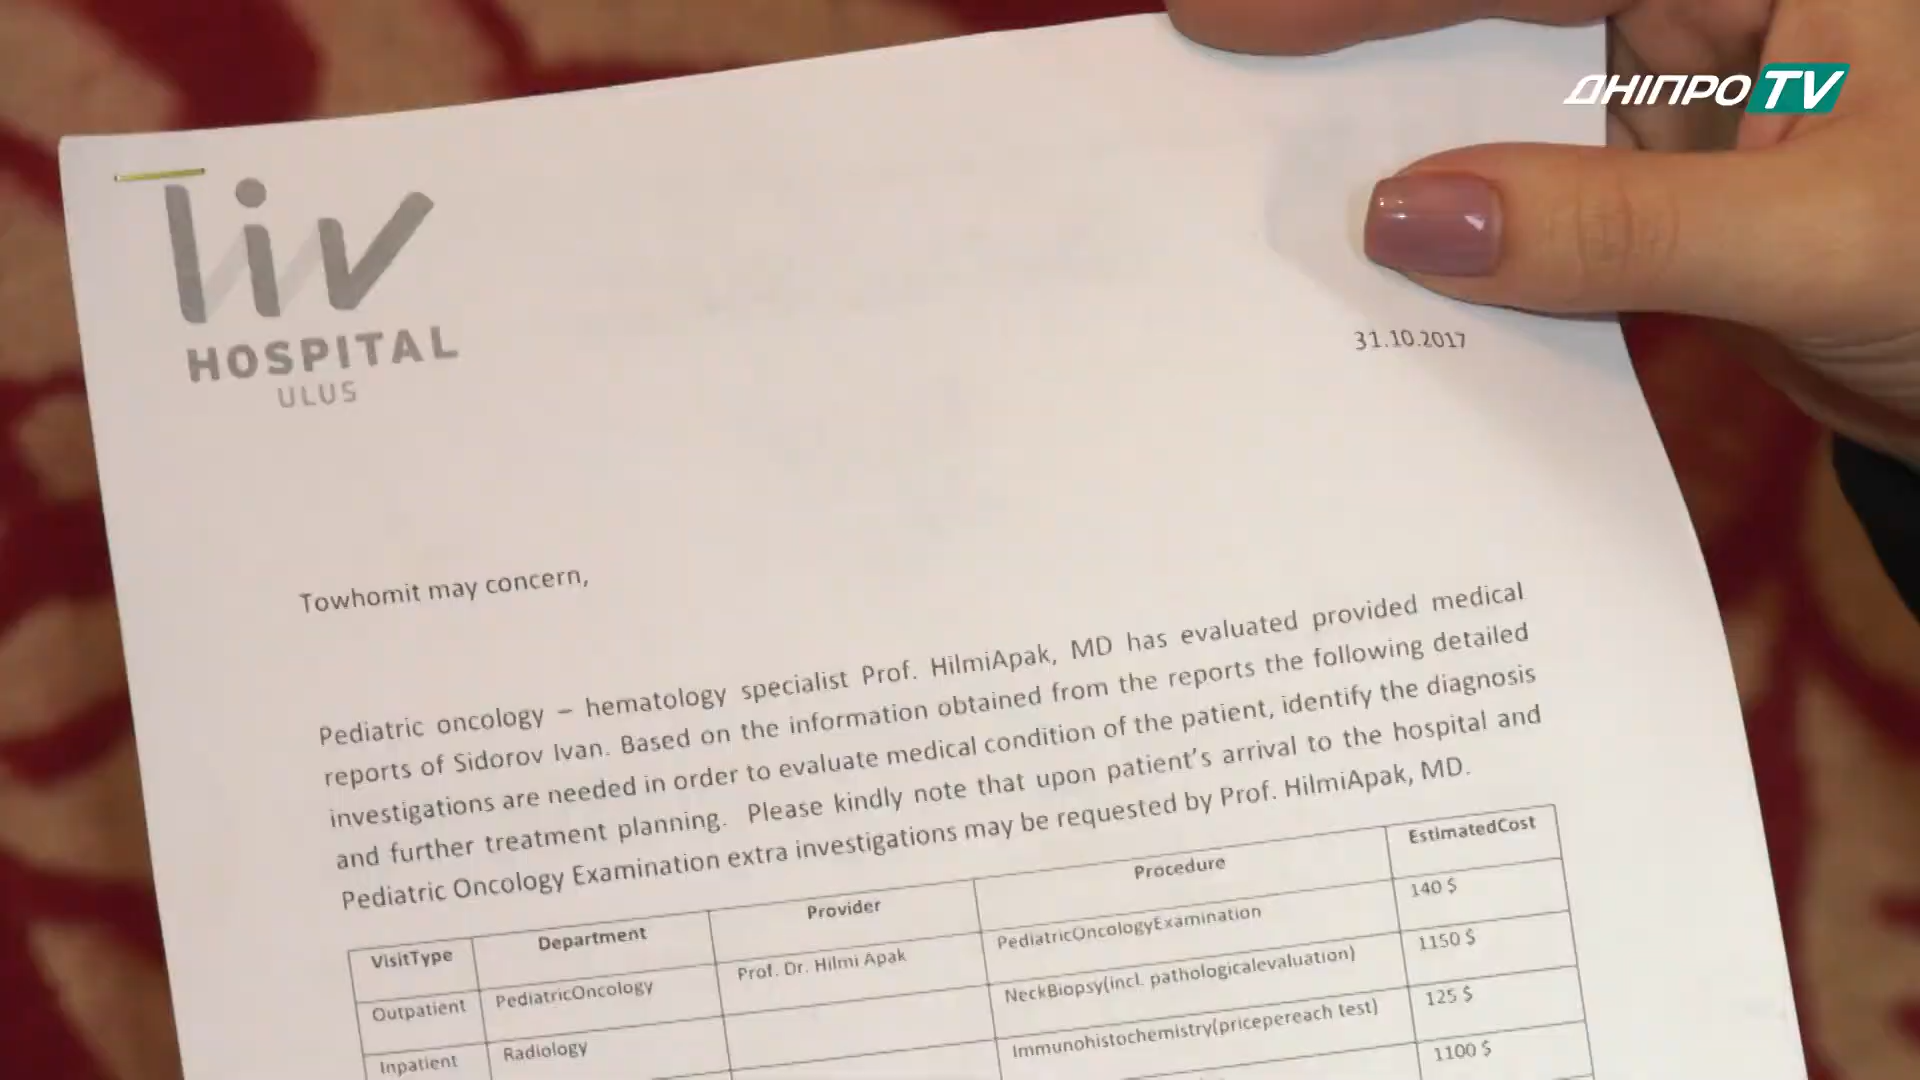 ДНІПРО TV
liv
HOSPITAL
ULUS
31.10.2017
Towhomit may concern,
Pediatric oncology – hematology specialist Prof. HilmiApak, MD has evaluated provided medical
reports of Sidorov Ivan. Based on the information obtained from the reports the following detailed
investigations are needed in order to evaluate medical condition of the patient, identify the diagnosis
and further treatment planning. Please kindly note that upon patient's arrival to the hospital and
Pediatric Oncology Examination extra investigations may be requested by Prof. HilmiApak, MD.
VisitType Department Provider Procedure EstimatedCost
Outpatient PediatricOncology Prof. Dr. Hilmi Apak PediatricOncologyExamination 140 $
Inpatient Radiology NeckBiopsy(incl. pathologicalevaluation) 1150 $
Immunohistochemistry(pricepereach test) 125 $
1100 $